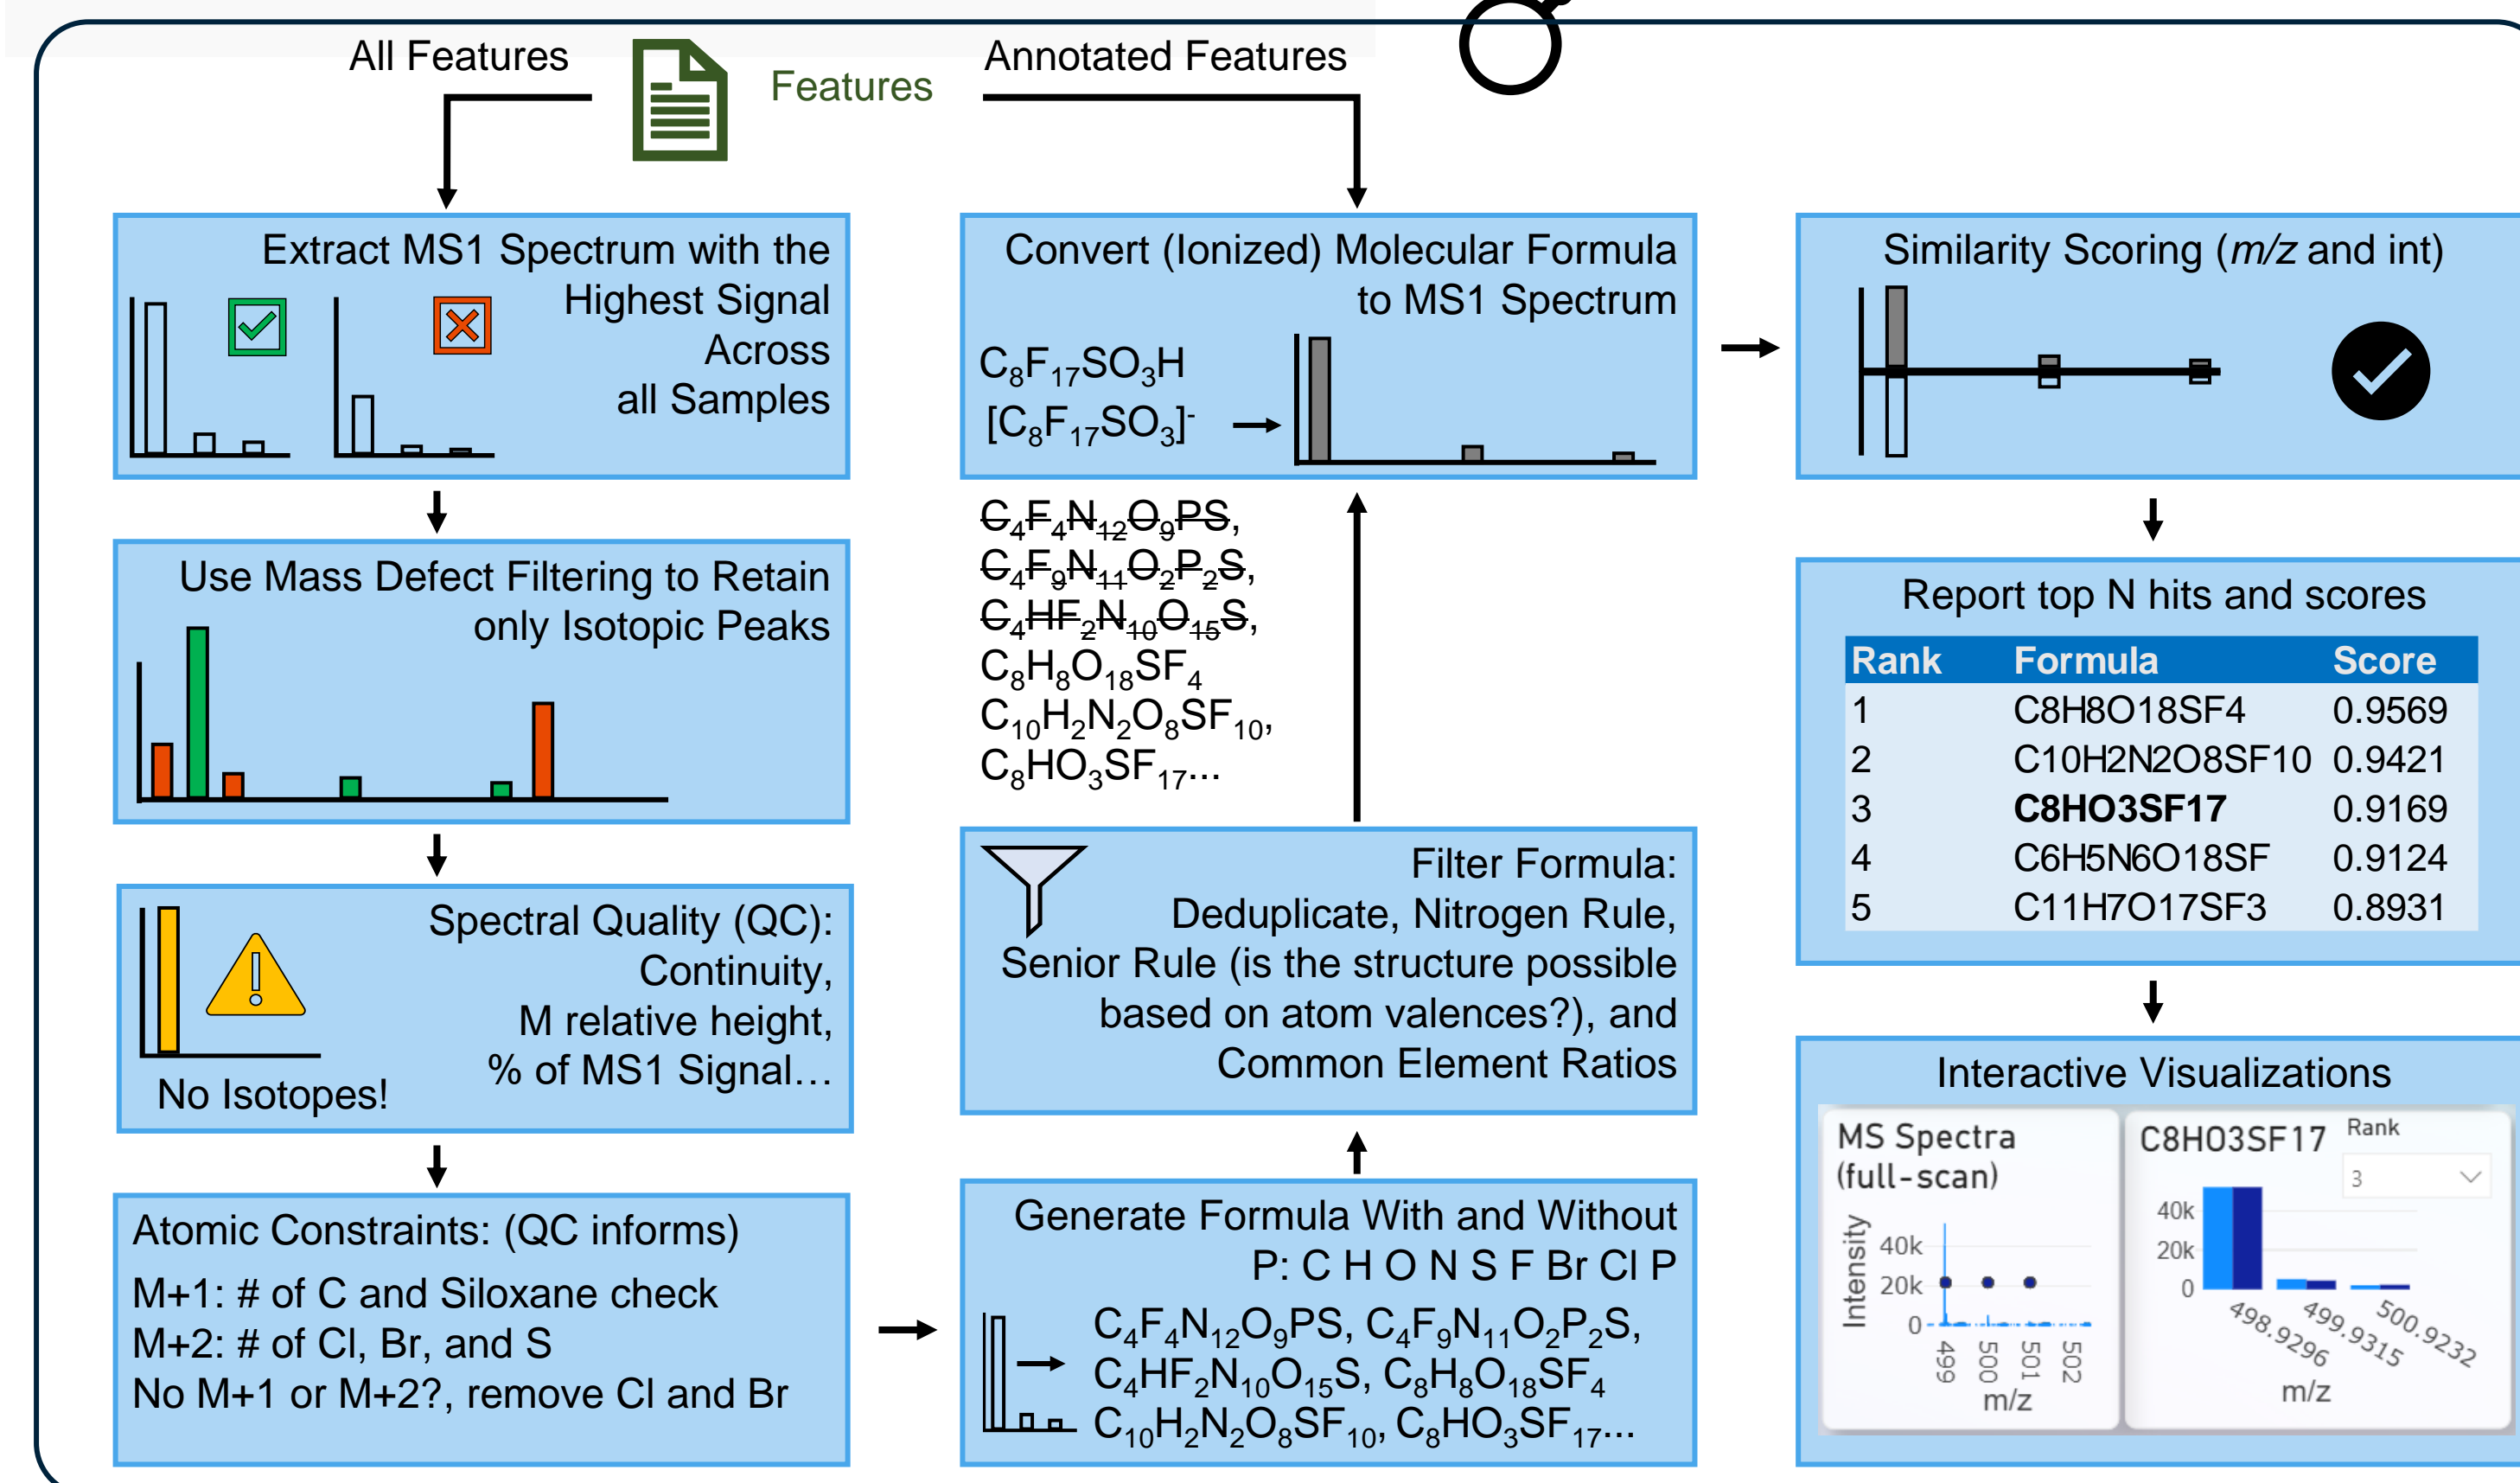 All Features
Features
Annotated Features
Extract MS1 Spectrum with the
Highest Signal
Across
all Samples
Use Mass Defect Filtering to Retain
only Isotopic Peaks
Spectral Quality (QC):
Continuity,
M relative height,
% of MS1 Signal…
No Isotopes!
Atomic Constraints: (QC informs)
M+1: # of C and Siloxane check
M+2: # of Cl, Br, and S
No M+1 or M+2?, remove Cl and Br
Generate Formula With and Without
P: C H O N S F Br Cl P
C₄F₄N₁₂O₉PS, C₄F₉N₁₁O₂P₂S,
C₄HF₂N₁₀O₁₅S, C₈H₈O₁₈SF₄
C₁₀H₂N₂O₈SF₁₀, C₈HO₃SF₁₇...
Filter Formula:
Deduplicate, Nitrogen Rule,
Senior Rule (is the structure possible
based on atom valences?), and
Common Element Ratios
C₄F₄N₁₂O₉PS,
C₄F₉N₁₁O₂P₂S,
C₄HF₂N₁₀O₁₅S,
C₈H₈O₁₈SF₄
C₁₀H₂N₂O₈SF₁₀,
C₈HO₃SF₁₇...
Convert (Ionized) Molecular Formula
to MS1 Spectrum
C₈F₁₇SO₃H
[C₈F₁₇SO₃]⁻
Similarity Scoring (m/z and int)
Report top N hits and scores
Rank Formula Score
1 C8H8O18SF4 0.9569
2 C10H2N2O8SF10 0.9421
3 C8HO3SF17 0.9169
4 C6H5N6O18SF 0.9124
5 C11H7O17SF3 0.8931
Interactive Visualizations
MS Spectra
(full-scan)
Intensity
40k
20k
0
499 500 501 502
m/z
C8HO3SF17
Rank
3
40k
20k
0
498.9296 499.9315 500.9232
m/z